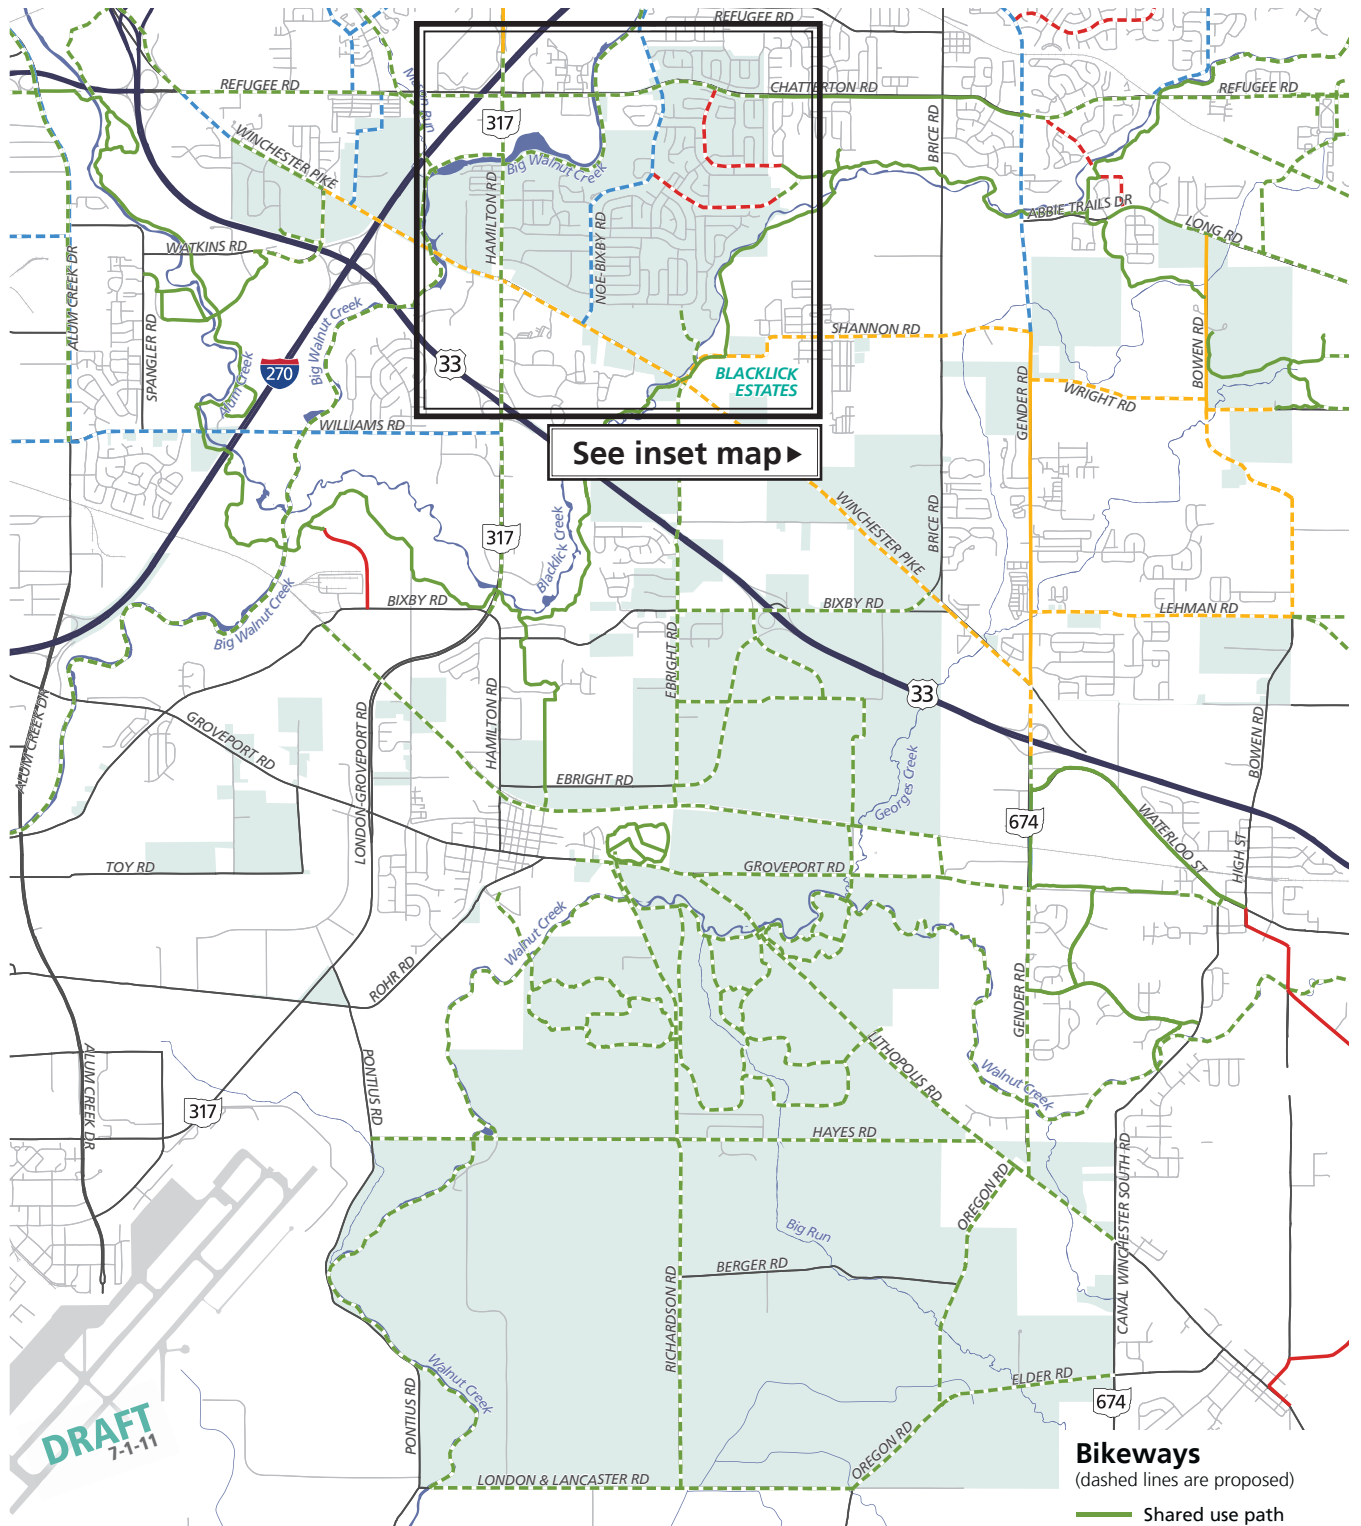 REFUGEE RD
REFUGEE RD
CHATTERTON RD
REFUGEE RD
Mason Run
317
BRICE RD
WINCHESTER PIKE
Big Walnut Creek
HAMILTON RD
NOE-BIXBY RD
ABBIE TRAILS DR
LONG RD
WATKINS RD
ALUM CREEK DR
SPANGLER RD
Big Walnut Creek
Alum Creek
270
33
SHANNON RD
BOWEN RD
BLACKLICK
ESTATES
GENDER RD
WRIGHT RD
WILLIAMS RD
See inset map
WINCHESTER PIKE
BRICE RD
317
Blacklick Creek
Big Walnut Creek
BIXBY RD
BIXBY RD
LEHMAN RD
EBRIGHT RD
33
ALUM CREEK DR
GROVEPORT RD
LONDON-GROVEPORT RD
HAMILTON RD
BOWEN RD
EBRIGHT RD
Georges Creek
674
WATERLOO ST
HIGH ST
TOY RD
GROVEPORT RD
Walnut Creek
ROHR RD
GENDER RD
LITHOPOLIS RD
Walnut Creek
ALUM CREEK DR
PONTIUS RD
317
HAYES RD
CANAL WINCHESTER SOUTH RD
OREGON RD
Big Run
BERGER RD
RICHARDSON RD
Walnut Creek
ELDER RD
674
PONTIUS RD
DRAFT
7-1-11
OREGON RD
LONDON & LANCASTER RD
Bikeways
(dashed lines are proposed)
Shared use path